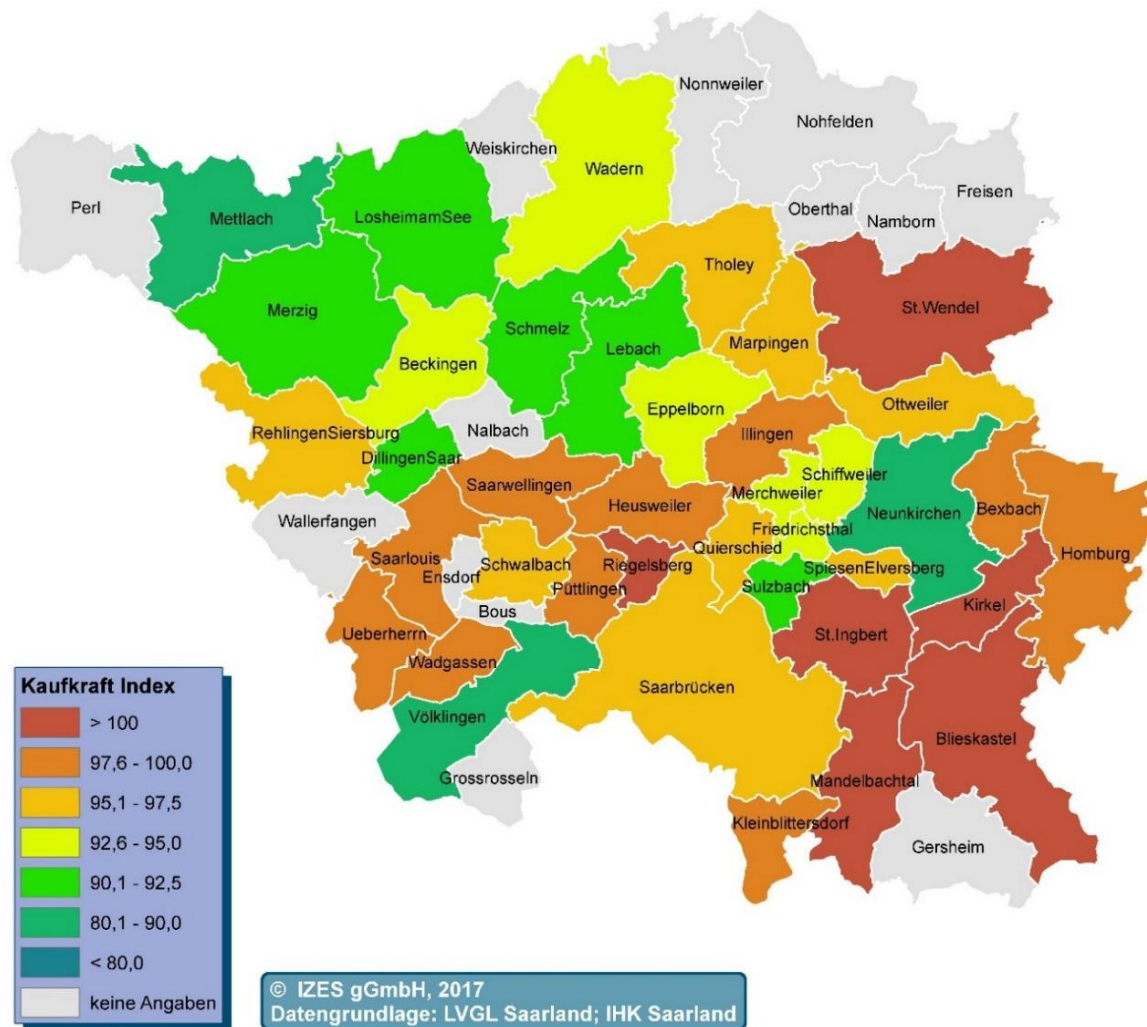 Nonnweiler
Nohfelden
Weiskirchen
Wadern
Freisen
Perl
Mettlach
LosheimamSee
Oberthal
Namborn
Tholey
St.Wendel
Merzig
Schmelz
Lebach
Marpingen
Beckingen
Eppelborn
Ottweiler
RehlingenSiersburg
Nalbach
Illingen
DillingenSaar
Schiffweiler
Saarwellingen
Merchweiler
Heusweiler
Neunkirchen
Bexbach
Wallerfangen
Friedrichsthal
Quierschied
Homburg
Saarlouis
Schwalbach
Riegelsberg
SpiesenElversberg
Ensdorf
Püttlingen
Sulzbach
Kirkel
Bous
Ueberherrn
St.Ingbert
Wadgassen
Saarbrücken
Völklingen
Blieskastel
Grossrosseln
Mandelbachtal
Kleinblittersdorf
Gersheim
Kaufkraft Index
> 100
97,6 - 100,0
95,1 - 97,5
92,6 - 95,0
90,1 - 92,5
80,1 - 90,0
< 80,0
keine Angaben
© IZES gGmbH, 2017
Datengrundlage: LVGL Saarland; IHK Saarland